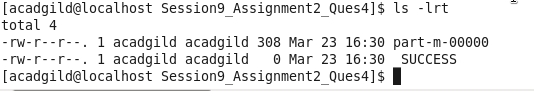 [acadgild@localhost Session9_Assignment2_Ques4]$ ls -lrt
total 4
-rw-r--r--. 1 acadgild acadgild 308 Mar 23 16:30 part-m-00000
-rw-r--r--. 1 acadgild acadgild   0 Mar 23 16:30 _SUCCESS
[acadgild@localhost Session9_Assignment2_Ques4]$